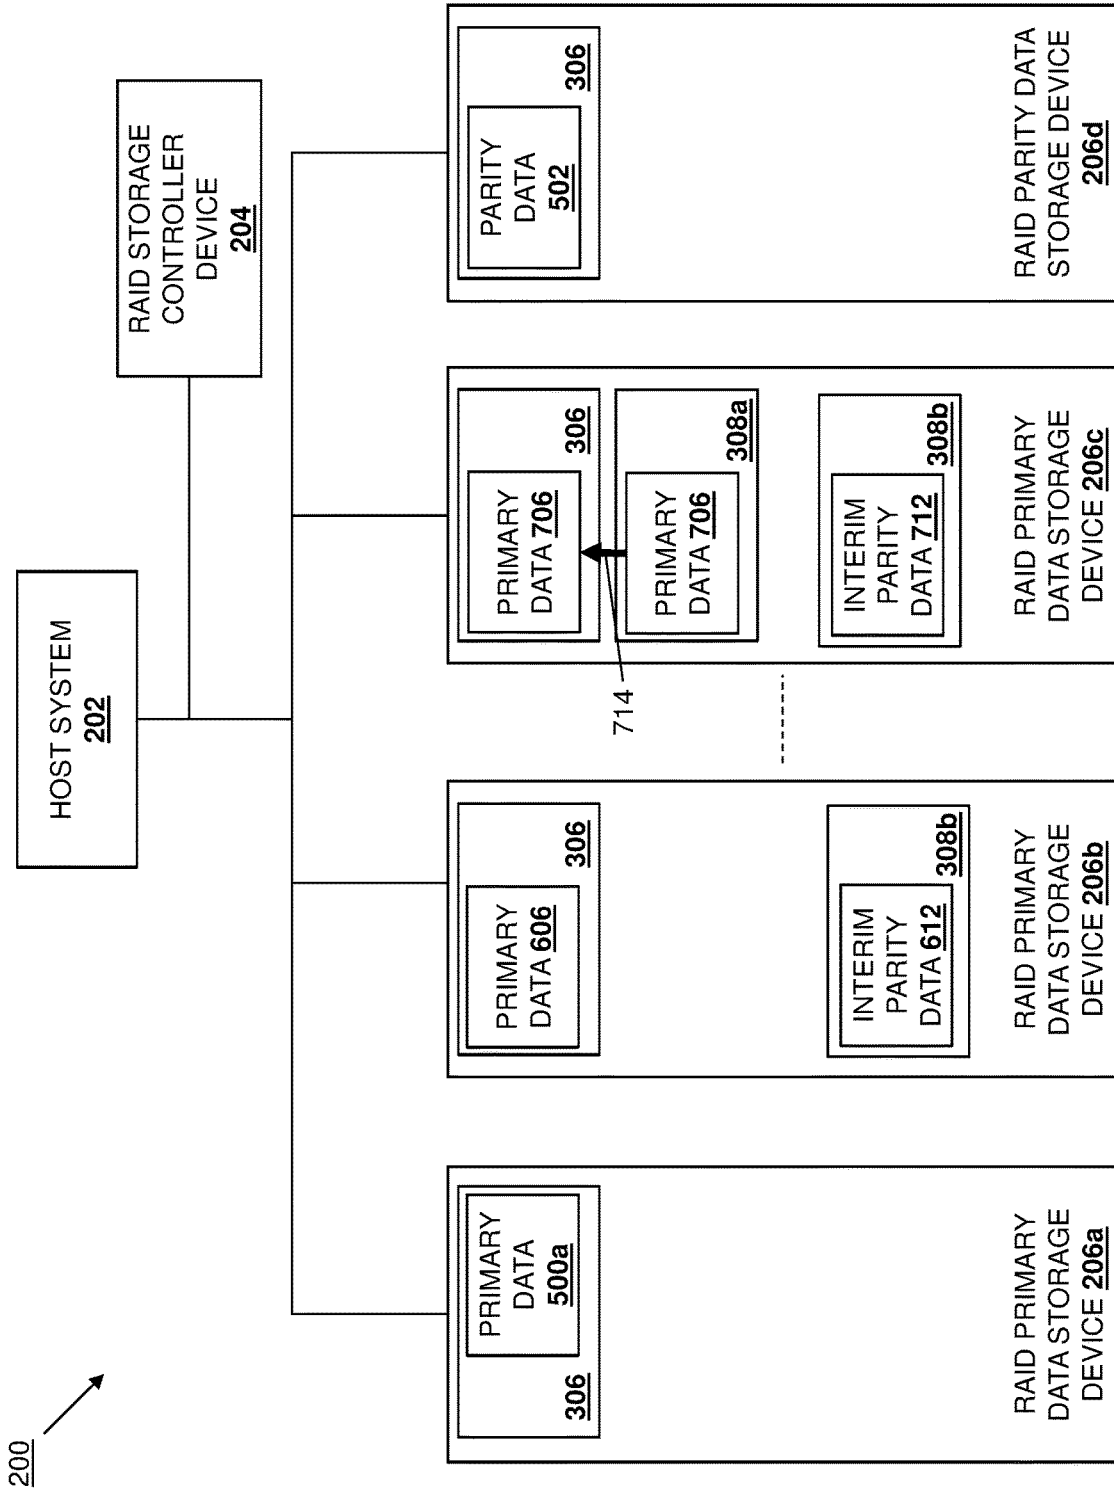 200
HOST SYSTEM
202
RAID STORAGE
CONTROLLER
DEVICE
204
306
PRIMARY
DATA
500a
RAID PRIMARY
DATA STORAGE
DEVICE 206a
PRIMARY
DATA 606
306
INTERIM
PARITY
DATA 612
308b
RAID PRIMARY
DATA STORAGE
DEVICE 206b
714
PRIMARY
DATA 706
306
PRIMARY
DATA 706
308a
INTERIM
PARITY
DATA 712
308b
RAID PRIMARY
DATA STORAGE
DEVICE 206c
PARITY
DATA
502
306
RAID PARITY DATA
STORAGE DEVICE
206d